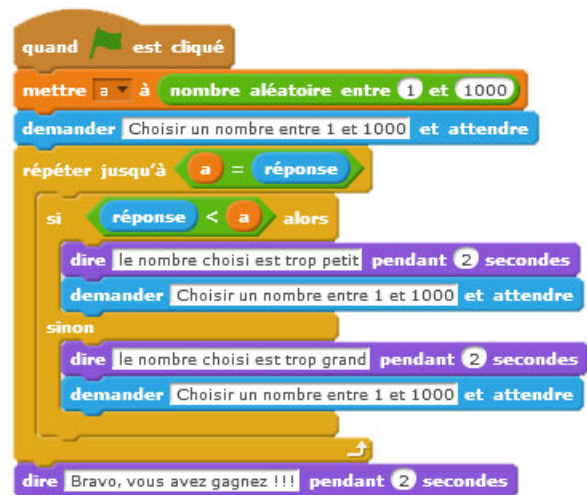 quand est cliqué
mettre a à nombre aléatoire entre 1 et 1000
demander Choisir un nombre entre 1 et 1000 et attendre
répéter jusqu'à a = réponse
si réponse < a alors
dire le nombre choisi est trop petit pendant 2 secondes
demander Choisir un nombre entre 1 et 1000 et attendre
sinon
dire le nombre choisi est trop grand pendant 2 secondes
demander Choisir un nombre entre 1 et 1000 et attendre
dire Bravo, vous avez gagnez !!! pendant 2 secondes